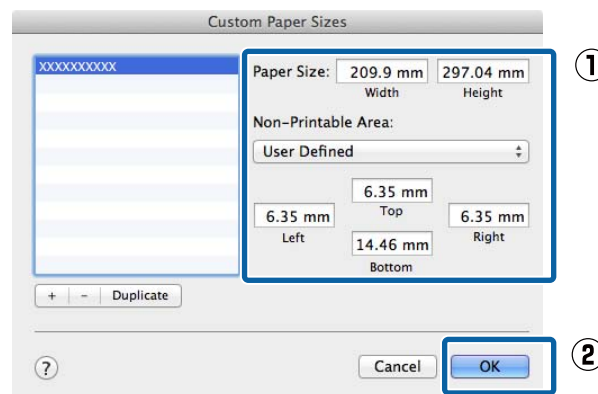 Custom Paper Sizes
XXXXXXXXXX
Paper Size: 209.9 mm 297.04 mm
Width Height
Non-Printable Area:
User Defined
6.35 mm
Top
6.35 mm 6.35 mm
Left Right
14.46 mm
Bottom
+ - Duplicate
? Cancel OK
①
②